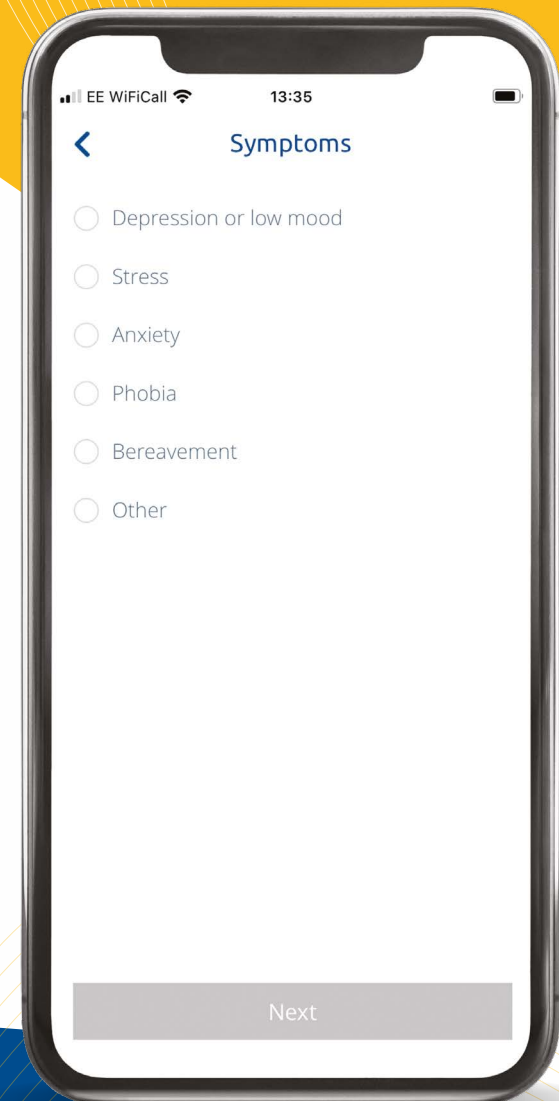 EE WiFiCall
13:35
Symptoms
Depression or low mood
Stress
Anxiety
Phobia
Bereavement
Other
Next